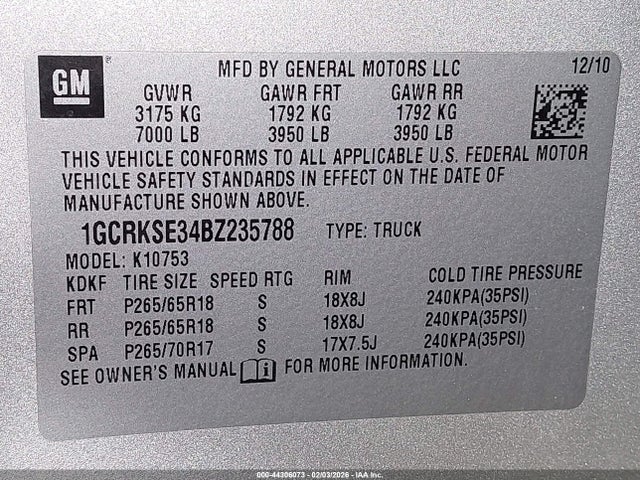 GM
MFD BY GENERAL MOTORS LLC 12/10
GVWR GAWR FRT GAWR RR
3175 KG 1792 KG 1792 KG
7000 LB 3950 LB 3950 LB
THIS VEHICLE CONFORMS TO ALL APPLICABLE U.S. FEDERAL MOTOR
VEHICLE SAFETY STANDARDS IN EFFECT ON THE DATE OF
MANUFACTURE SHOWN ABOVE.
1GCRKSE34BZ235788 TYPE: TRUCK
MODEL: K10753
KDKF TIRE SIZE SPEED RTG RIM COLD TIRE PRESSURE
FRT P265/65R18 S 18X8J 240KPA(35PSI)
RR P265/65R18 S 18X8J 240KPA(35PSI)
SPA P265/70R17 S 17X7.5J 240KPA(35PSI)
SEE OWNER'S MANUAL FOR MORE INFORMATION.
000-44306073 - 02/03/2026 - IAA Inc.